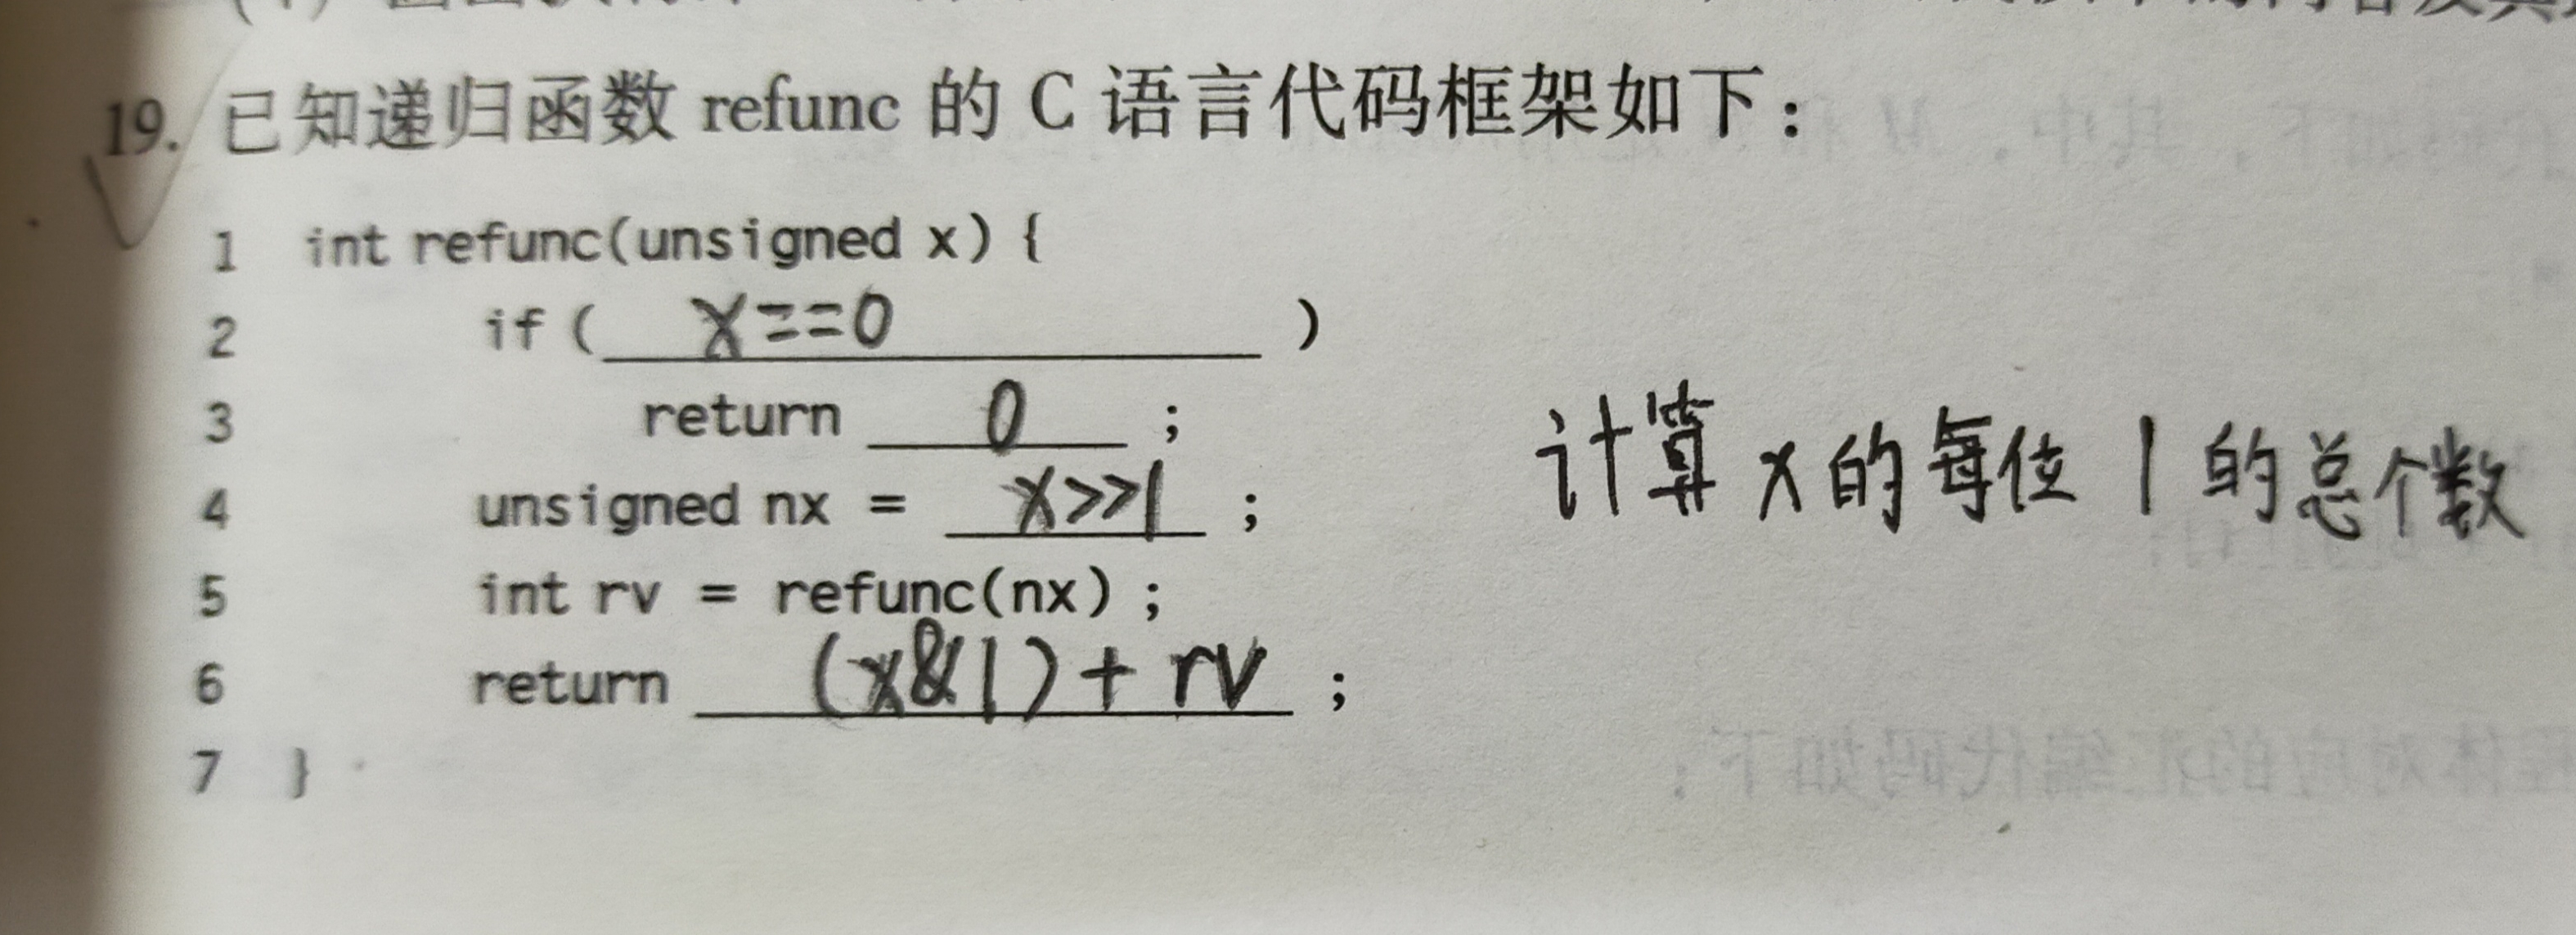 19. 已知递归函数 refunc 的 C 语言代码框架如下：
1 int refunc(unsigned x) {
2 if ( x==0 )
3 return 0 ;
4 unsigned nx = x>>1 ;
计算 x 的每位 1 的总个数
5 int rv = refunc(nx) ;
6 return (x&1) + rv ;
7 }